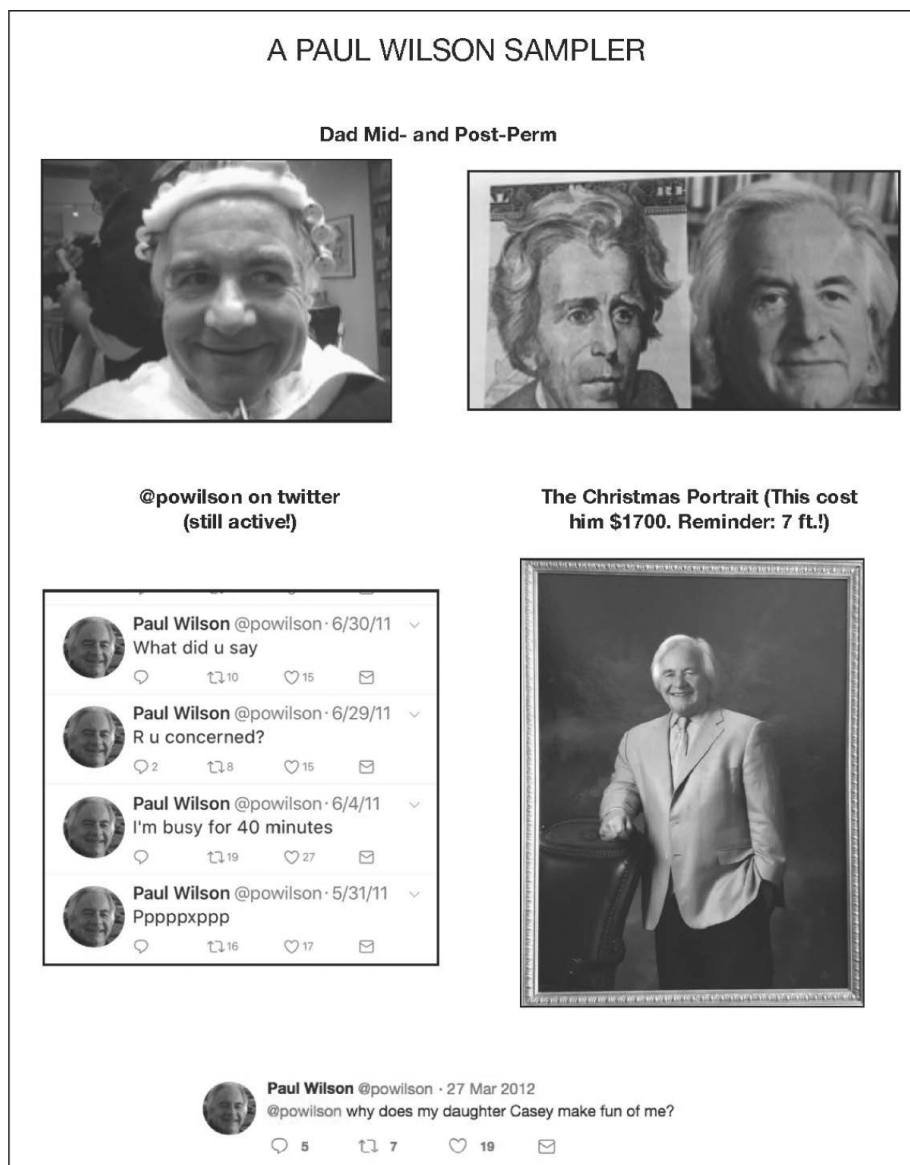 A PAUL WILSON SAMPLER
Dad Mid- and Post-Perm
@powilson on twitter
(still active!)
The Christmas Portrait (This cost
him $1700. Reminder: 7 ft.!)
Paul Wilson @powilson · 6/30/11
What did u say
10 15
Paul Wilson @powilson · 6/29/11
R u concerned?
2 8 15
Paul Wilson @powilson · 6/4/11
I'm busy for 40 minutes
19 27
Paul Wilson @powilson · 5/31/11
Pppppxppp
16 17
Paul Wilson @powilson · 27 Mar 2012
@powilson why does my daughter Casey make fun of me?
5 7 19